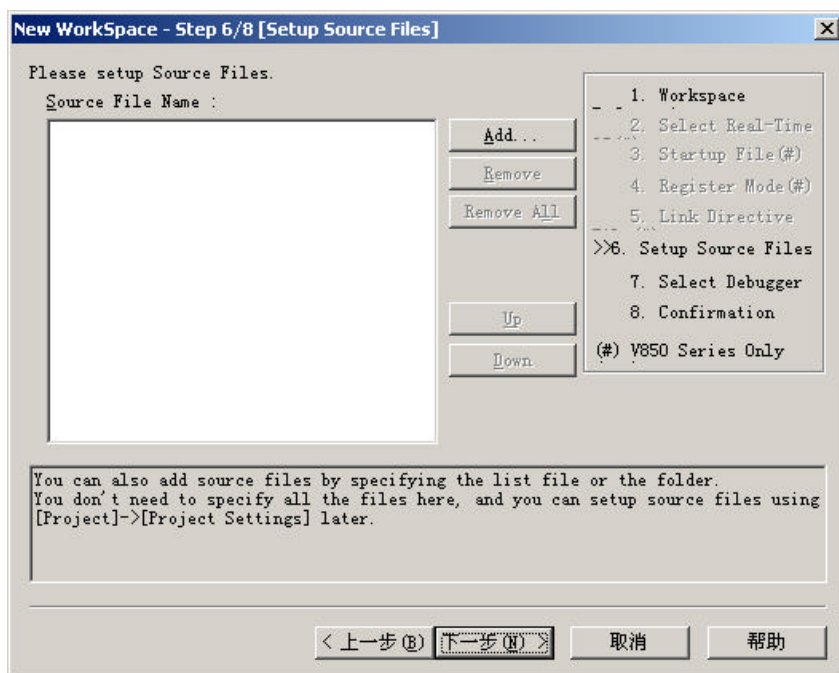 New WorkSpace - Step 6/8 [Setup Source Files]
Please setup Source Files.
Source File Name :
Add...
Remove
Remove All
Up
Down
1. Workspace
2. Select Real-Time
3. Startup File(#)
4. Register Mode(#)
5. Link Directive
>>6. Setup Source Files
7. Select Debugger
8. Confirmation
(#) V850 Series Only
You can also add source files by specifying the list file or the folder.
You don't need to specify all the files here, and you can setup source files using
[Project]->[Project Settings] later.
< 上一步(B)
下一步(N) >
取消
帮助